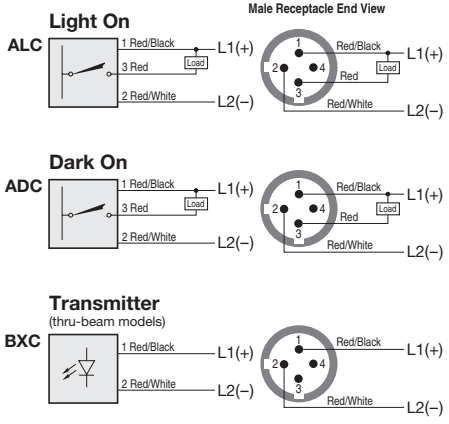 Male Receptacle End View
Light On
ALC
1 Red/Black
L1(+)
Load
3 Red
2 Red/White
L2(–)
1
2
4
3
Red/Black
L1(+)
Load
Red
Red/White
L2(–)
Dark On
ADC
1 Red/Black
L1(+)
Load
3 Red
2 Red/White
L2(–)
1
2
4
3
Red/Black
L1(+)
Load
Red
Red/White
L2(–)
Transmitter
(thru-beam models)
BXC
1 Red/Black
L1(+)
2 Red/White
L2(–)
1
2
4
3
Red/Black
L1(+)
Red/White
L2(–)